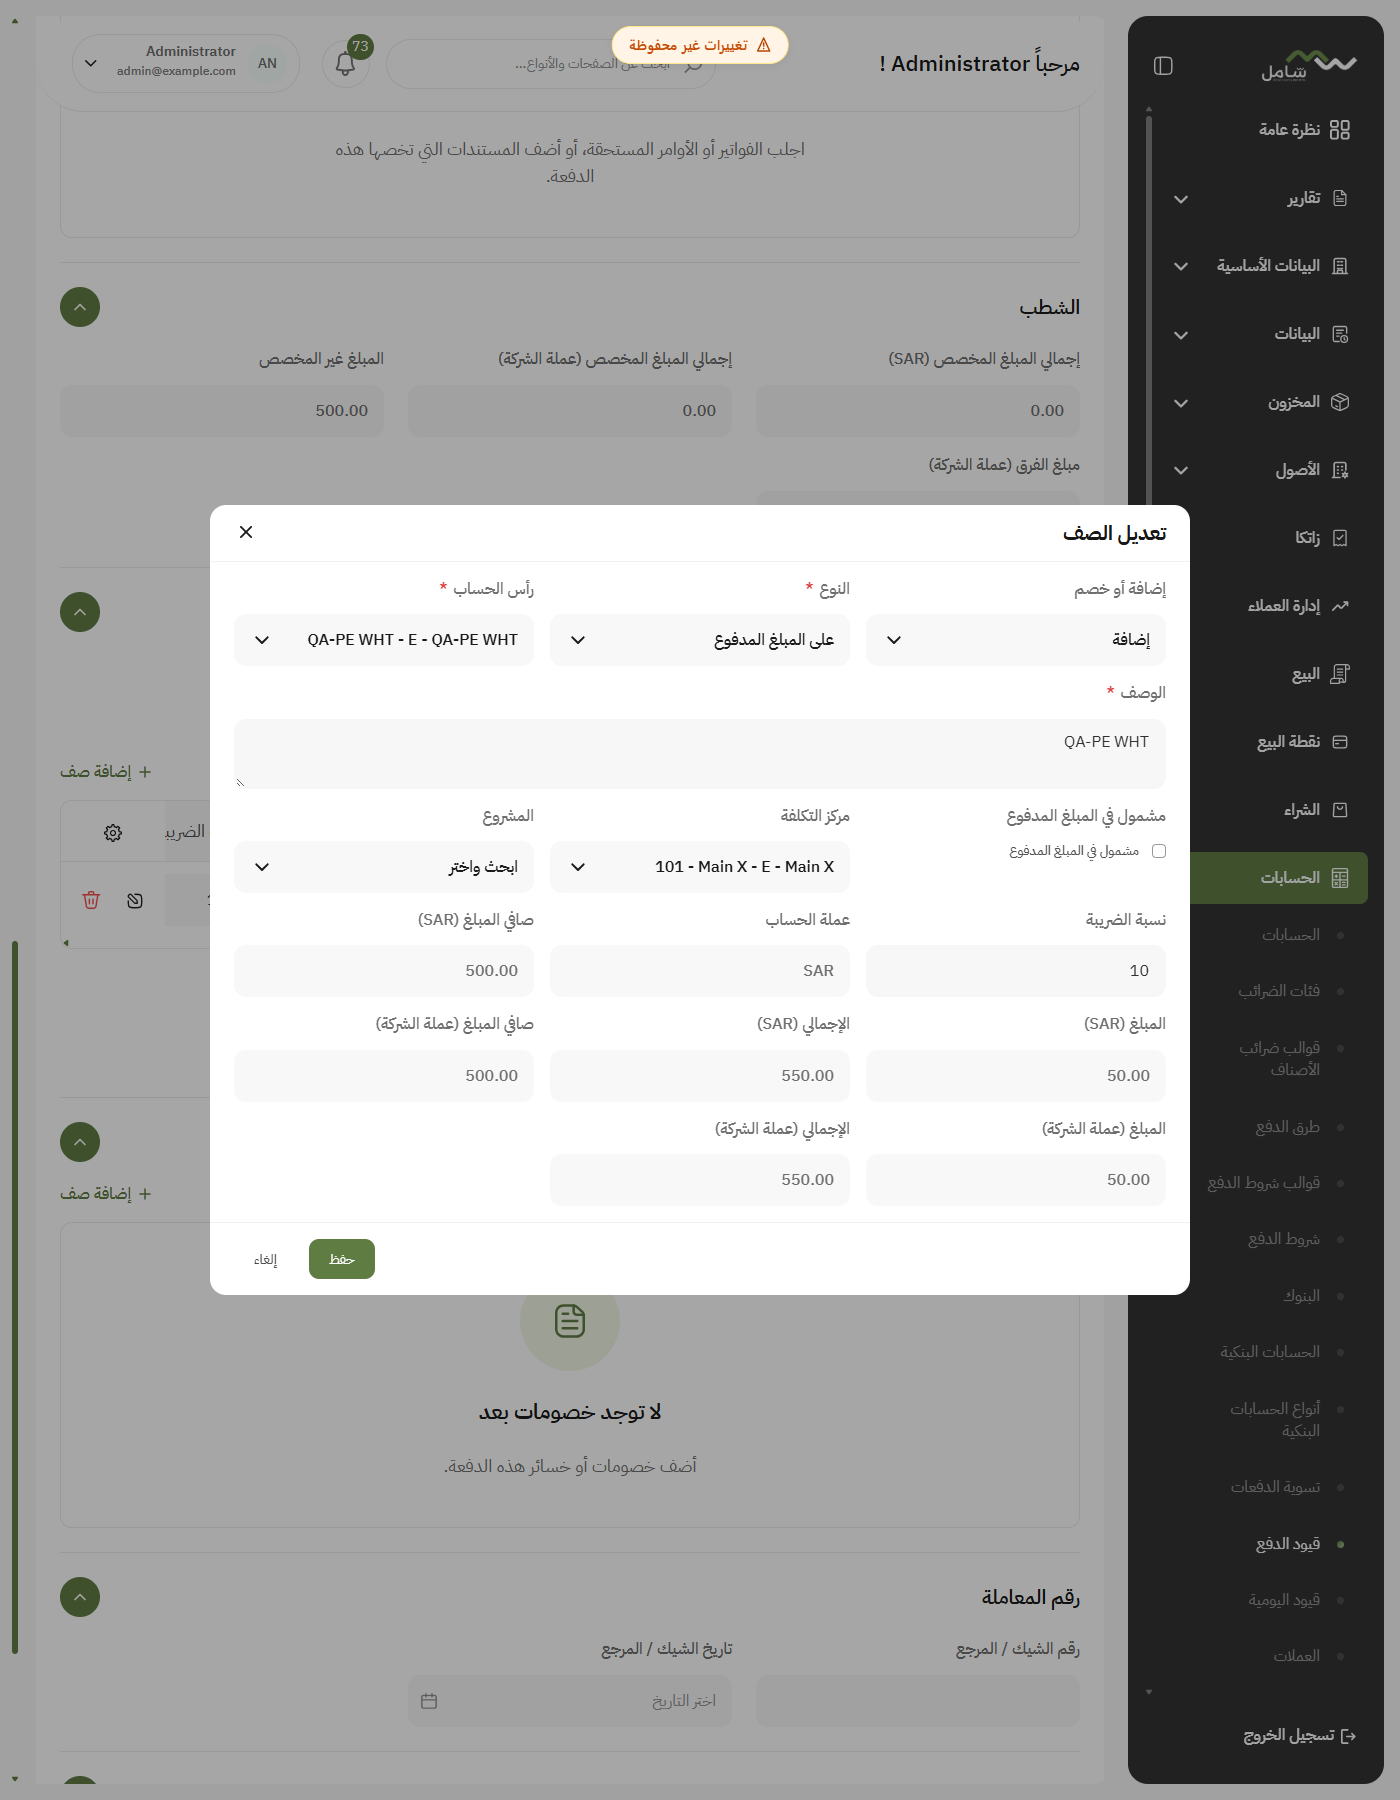 شامل
نظرة عامة
تقارير
البيانات الأساسية
البيانات
المخزون
الأصول
زاتكا
إدارة العملاء
البيع
نقطة البيع
الشراء
الحسابات
الحسابات
فئات الضرائب
قوالب ضرائب
الأصناف
طرق الدفع
قوالب شروط الدفع
شروط الدفع
البنوك
الحسابات البنكية
أنواع الحسابات
البنكية
تسوية الدفعات
قيود الدفع
قيود اليومية
العملات
تسجيل الخروج
تغييرات غير محفوظة
مرحباً Administrator !
ابحث عن الصفحات والأنواع...
73
AN
Administrator
admin@example.com
اجلب الفواتير أو الأوامر المستحقة، أو أضف المستندات التي تخصها هذه
الدفعة.
الشطب
إجمالي المبلغ المخصص (SAR)
إجمالي المبلغ المخصص (عملة الشركة)
المبلغ غير المخصص
0.00
0.00
500.00
مبلغ الفرق (عملة الشركة)
إضافة صف
تعديل الصف
إضافة أو خصم
النوع *
رأس الحساب *
إضافة
على المبلغ المدفوع
QA-PE WHT - E - QA-PE WHT
الوصف *
QA-PE WHT
مشمول في المبلغ المدفوع
مركز التكلفة
المشروع
مشمول في المبلغ المدفوع
101 - Main X - E - Main X
ابحث واختر
نسبة الضريبة
عملة الحساب
صافي المبلغ (SAR)
10
SAR
500.00
المبلغ (SAR)
الإجمالي (SAR)
صافي المبلغ (عملة الشركة)
50.00
550.00
500.00
المبلغ (عملة الشركة)
الإجمالي (عملة الشركة)
50.00
550.00
حفظ
إلغاء
إضافة صف
لا توجد خصومات بعد
أضف خصومات أو خسائر هذه الدفعة.
رقم المعاملة
رقم الشيك / المرجع
تاريخ الشيك / المرجع
اختر التاريخ